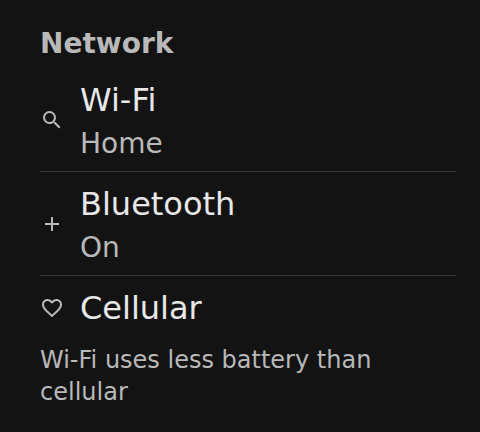 Network
Wi-Fi
Home
Bluetooth
On
Cellular
Wi-Fi uses less battery than
cellular